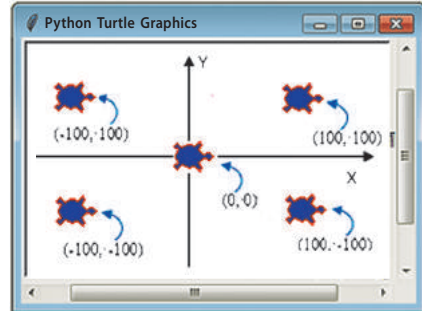 Python Turtle Graphics
Y
(-100, 100)
(100, 100)
X
(0, 0)
(-100, -100)
(100, -100)